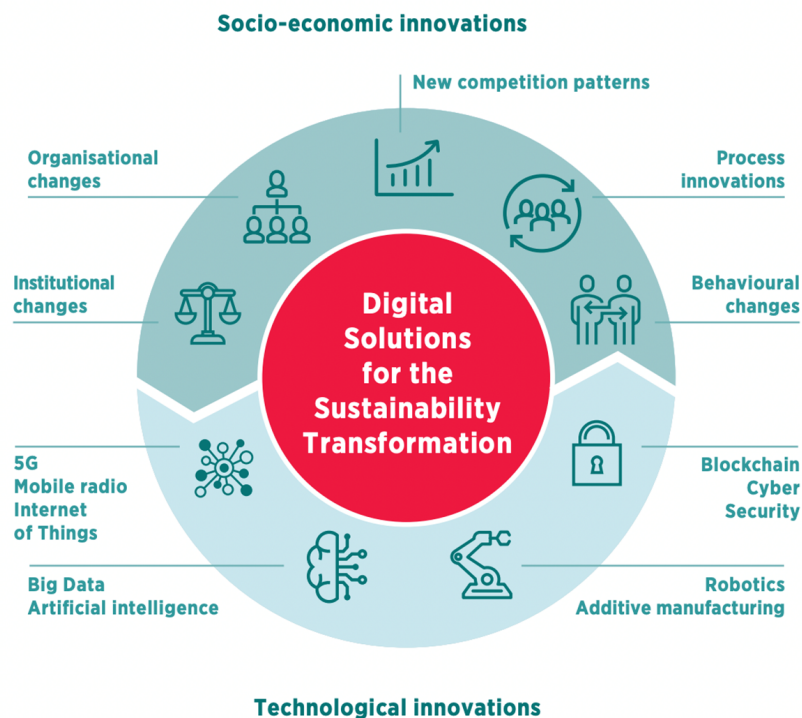 Socio-economic innovations
New competition patterns
Organisational
changes
Process
innovations
Institutional
changes
Behavioural
changes
Digital
Solutions
for the
Sustainability
Transformation
5G
Mobile radio
Internet
of Things
Blockchain
Cyber
Security
Big Data
Artificial intelligence
Robotics
Additive manufacturing
Technological innovations